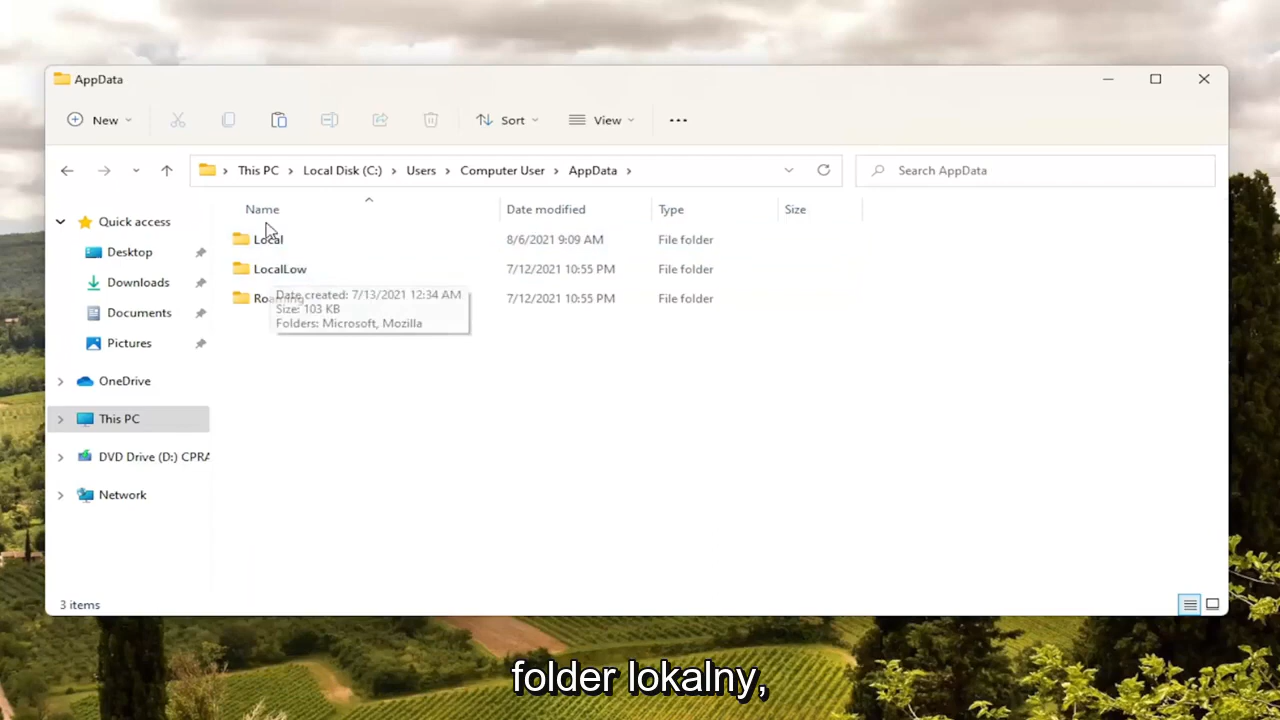 AppData
New
Sort
View
This PC
Local Disk (C:)
Users
Computer User
AppData
Search AppData
Name
Date modified
Type
Size
Quick access
Desktop
Downloads
Documents
Pictures
OneDrive
This PC
DVD Drive (D:) CPRA
Network
Local
8/6/2021 9:09 AM
File folder
LocalLow
7/12/2021 10:55 PM
File folder
Roaming
7/12/2021 10:55 PM
File folder
Date created: 7/13/2021 12:34 AM
Size: 103 KB
Folders: Microsoft, Mozilla
3 items
folder lokalny,